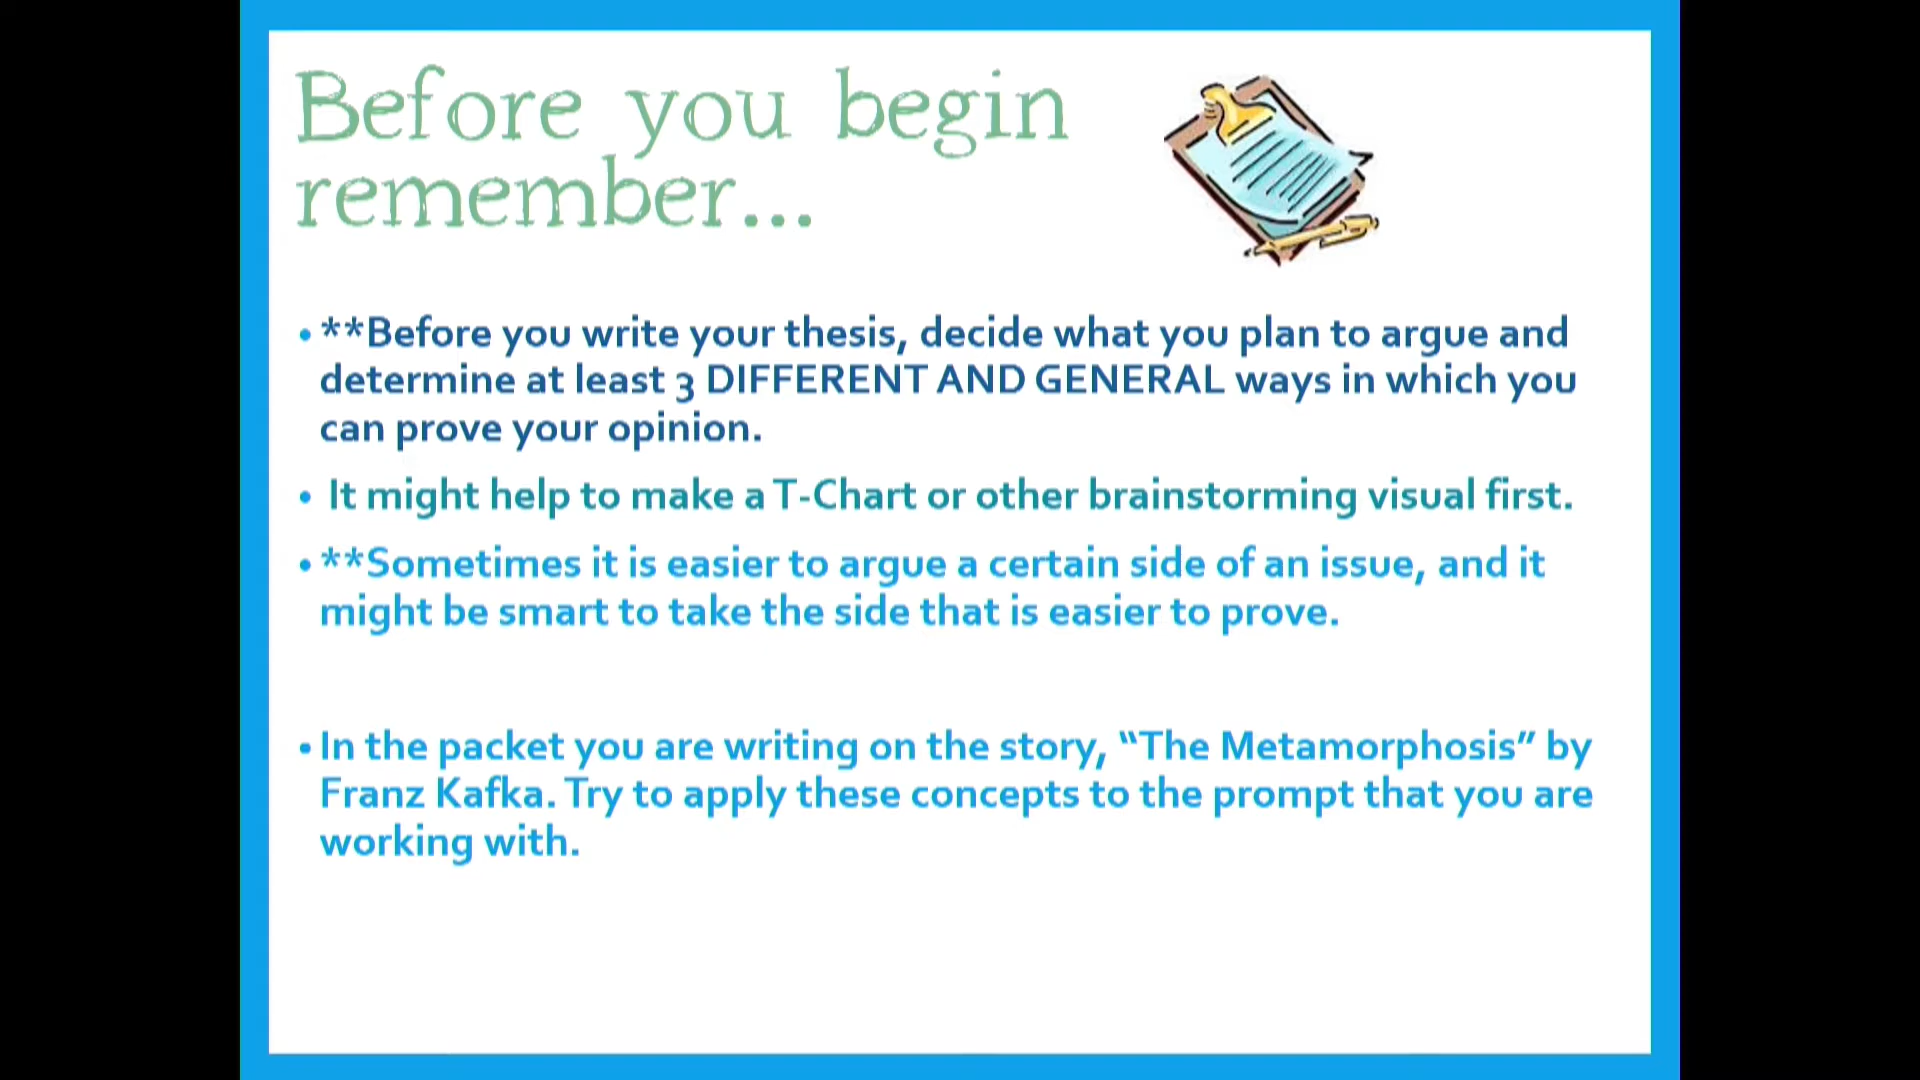 Before you begin
remember...
• **Before you write your thesis, decide what you plan to argue and
determine at least 3 DIFFERENT AND GENERAL ways in which you
can prove your opinion.
• It might help to make a T-Chart or other brainstorming visual first.
• **Sometimes it is easier to argue a certain side of an issue, and it
might be smart to take the side that is easier to prove.
• In the packet you are writing on the story, “The Metamorphosis” by
Franz Kafka. Try to apply these concepts to the prompt that you are
working with.